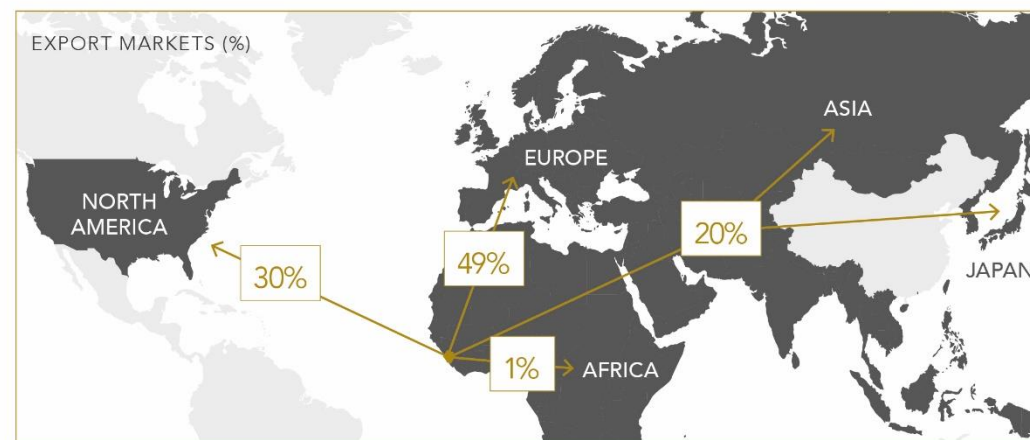 EXPORT MARKETS (%)
ASIA
EUROPE
NORTH
AMERICA
20%
49%
30%
JAPAN
1%
AFRICA